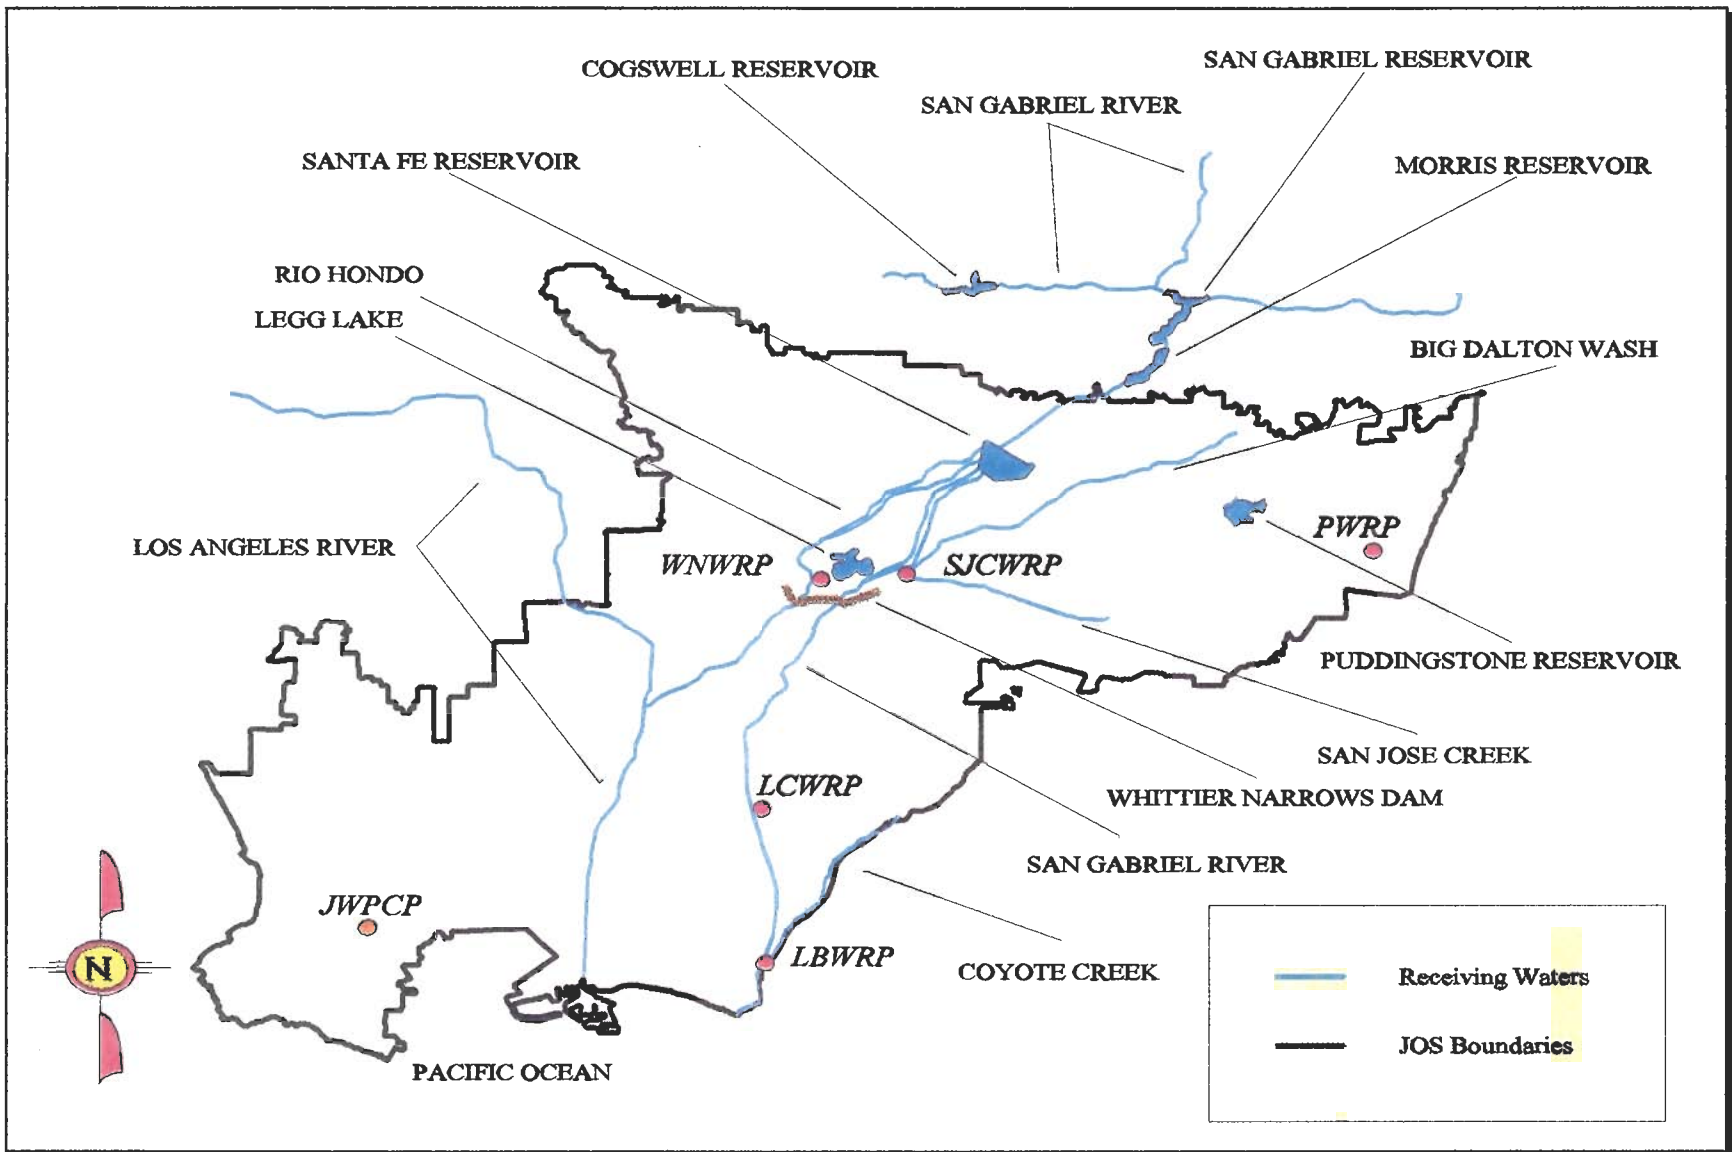 SAN GABRIEL RESERVOIR
COGSWELL RESERVOIR
SAN GABRIEL RIVER
SANTA FE RESERVOIR
MORRIS RESERVOIR
RIO HONDO
LEGG LAKE
BIG DALTON WASH
PWRP
LOS ANGELES RIVER
WNWRP
SJCWRP
PUDDINGSTONE RESERVOIR
SAN JOSE CREEK
LCWRP
WHITTIER NARROWS DAM
SAN GABRIEL RIVER
JWPCP
LBWRP
COYOTE CREEK
N
Receiving Waters
JOS Boundaries
PACIFIC OCEAN